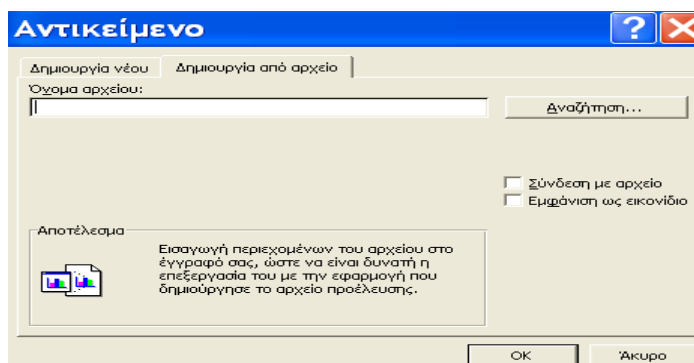 Αντικείμενο
Δημιουργία νέου
Δημιουργία από αρχείο
Όνομα αρχείου:
Αναζήτηση...
Σύνδεση με αρχείο
Εμφάνιση ως εικονίδιο
Αποτέλεσμα
Εισαγωγή περιεχομένων του αρχείου στο
έγγραφό σας, ώστε να είναι δυνατή η
επεξεργασία του με την εφαρμογή που
δημιούργησε το αρχείο προέλευσης.
OK
Άκυρο